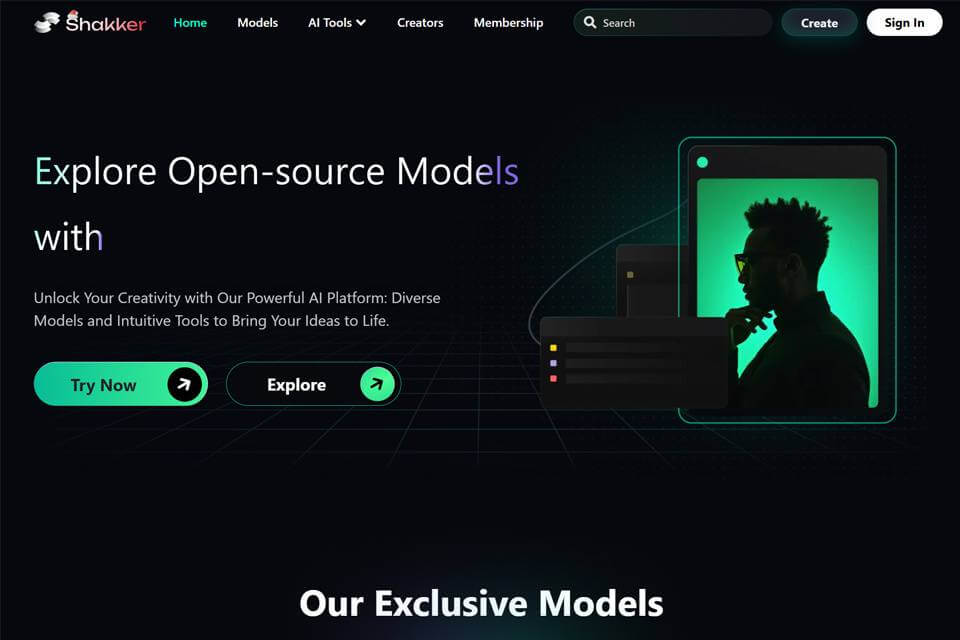 Shakker
Home
Models
AI Tools
Creators
Membership
Search
Create
Sign In
Explore Open-source Models
with
Unlock Your Creativity with Our Powerful AI Platform: Diverse
Models and Intuitive Tools to Bring Your Ideas to Life.
Try Now
Explore
Our Exclusive Models